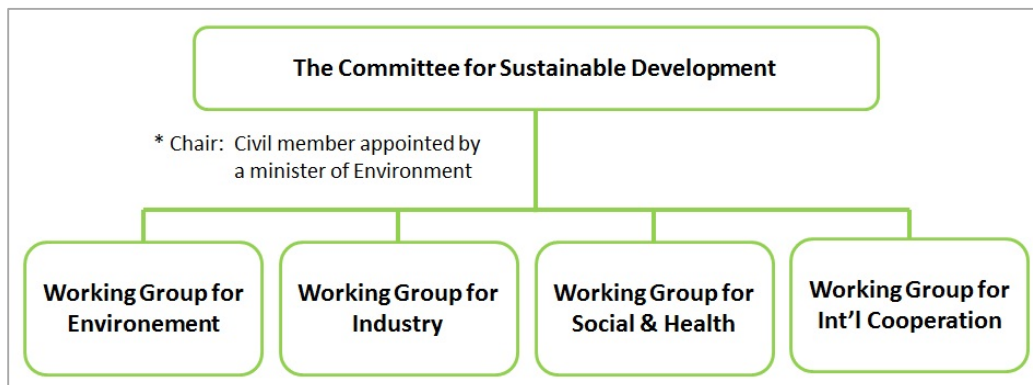 The Committee for Sustainable Development
* Chair: Civil member appointed by
a minister of Environment
Working Group for
Environement
Working Group for
Industry
Working Group for
Social & Health
Working Group for
Int’l Cooperation